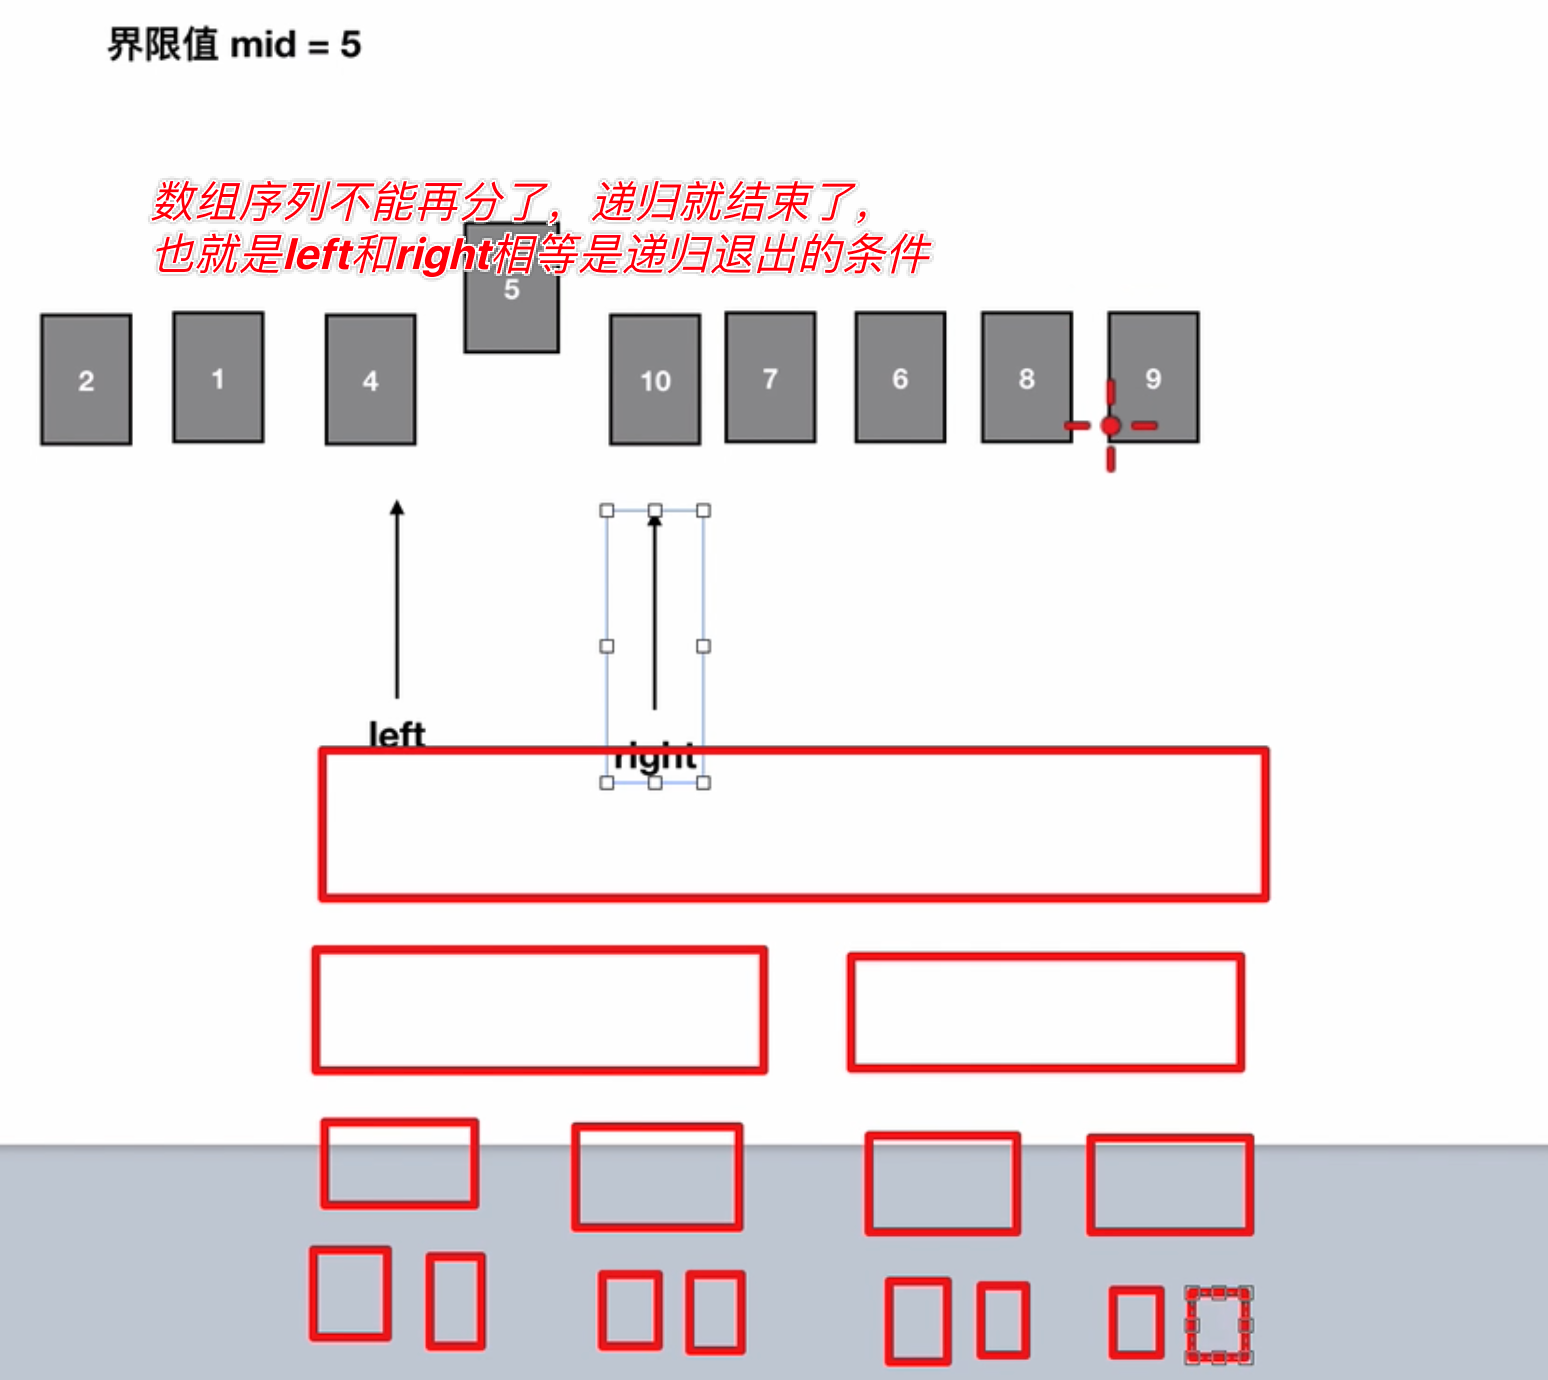 界限值 mid = 5
数组序列不能再分了，递归就结束了，
也就是left和right相等是递归退出的条件
5
2 1 4 10 7 6 8 9
left
right